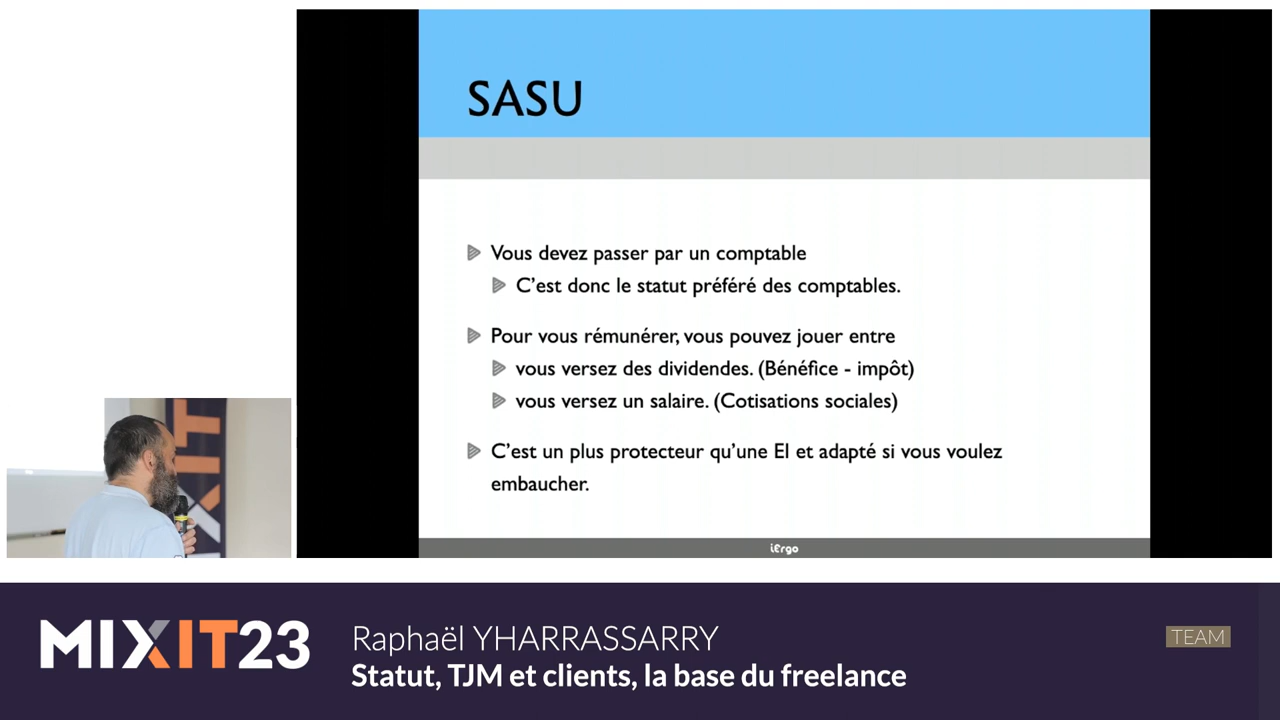 SASU
Vous devez passer par un comptable
C'est donc le statut préféré des comptables.
Pour vous rémunérer, vous pouvez jouer entre
vous versez des dividendes. (Bénéfice - impôt)
vous versez un salaire. (Cotisations sociales)
C'est un plus protecteur qu'une EI et adapté si vous voulez
embaucher.
iErgo
XIT
MIXIT23
Raphaël YHARRASSARRY
TEAM
Statut, TJM et clients, la base du freelance